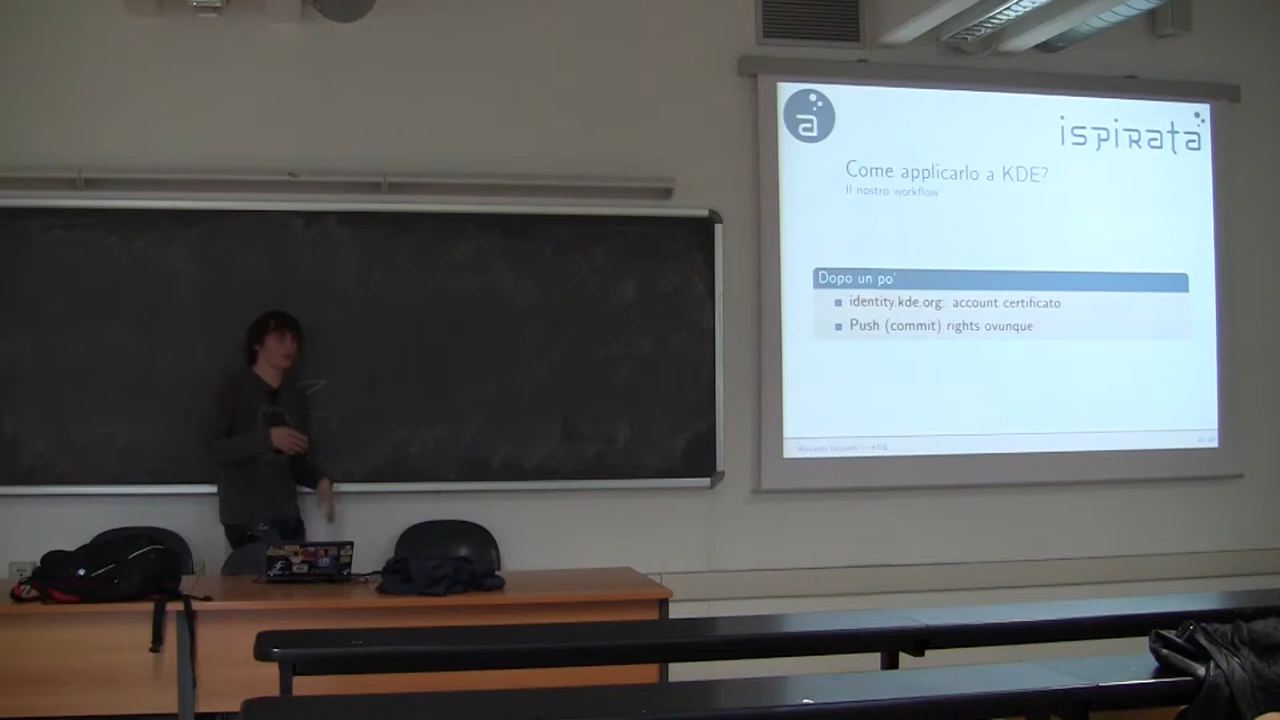 a
ispirata
Come applicarlo a KDE?
Il nostro workflow
Dopo un po'
identity.kde.org: account certificato
Push (commit) rights ovunque
KDE